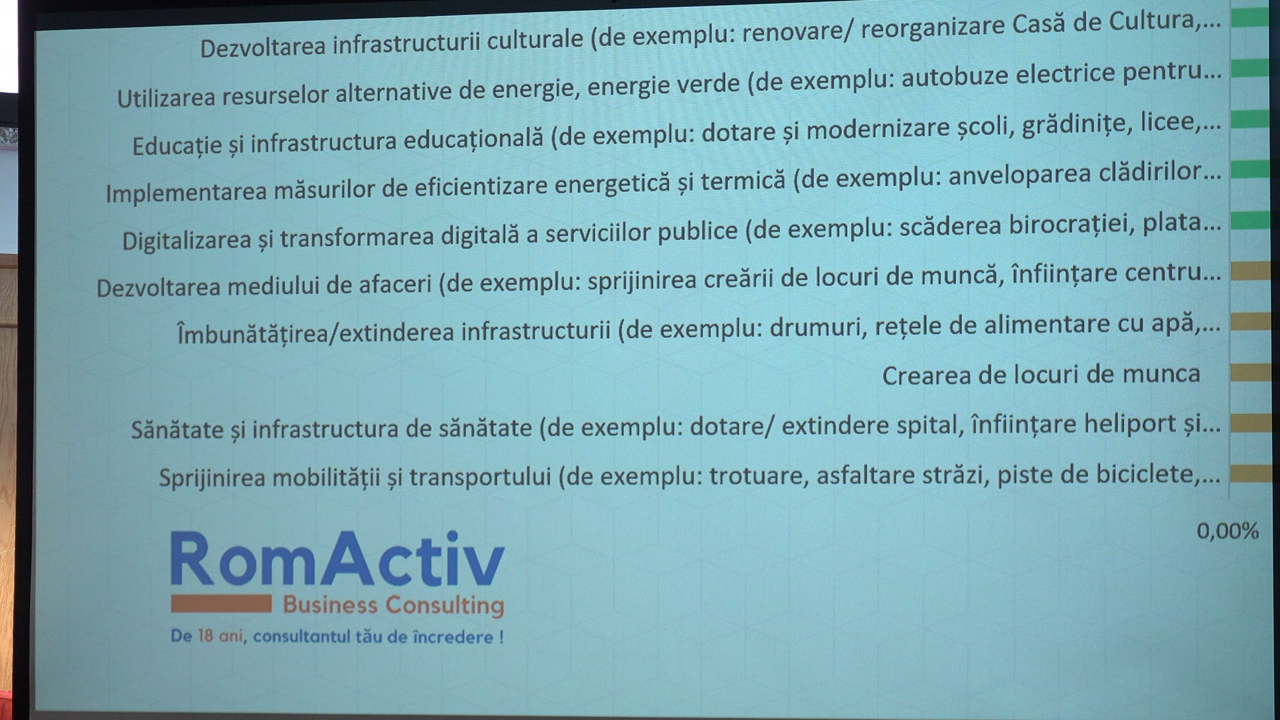 Dezvoltarea infrastructurii culturale (de exemplu: renovare/ reorganizare Casă de Cultura,...
Utilizarea resurselor alternative de energie, energie verde (de exemplu: autobuze electrice pentru...
Educație și infrastructura educațională (de exemplu: dotare și modernizare școli, grădinițe, licee,...
Implementarea măsurilor de eficientizare energetică și termică (de exemplu: anveloparea clădirilor...
Digitalizarea și transformarea digitală a serviciilor publice (de exemplu: scăderea birocrației, plata...
Dezvoltarea mediului de afaceri (de exemplu: sprijinirea creării de locuri de muncă, înființare centru...
Îmbunătățirea/extinderea infrastructurii (de exemplu: drumuri, rețele de alimentare cu apă,...
Crearea de locuri de munca
Sănătate și infrastructura de sănătate (de exemplu: dotare/ extindere spital, înființare heliport și...
Sprijinirea mobilității și transportului (de exemplu: trotuare, asfaltare străzi, piste de biciclete,...
0,00%
RomActiv
Business Consulting
De 18 ani, consultantul tău de încredere !